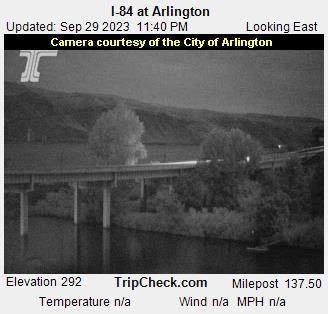 I-84 at Arlington
Updated: Sep 29 2023 11:40 PM Looking East
Camera courtesy of the City of Arlington
Elevation 292 TripCheck.com Milepost 137.50
Temperature n/a Wind n/a MPH n/a